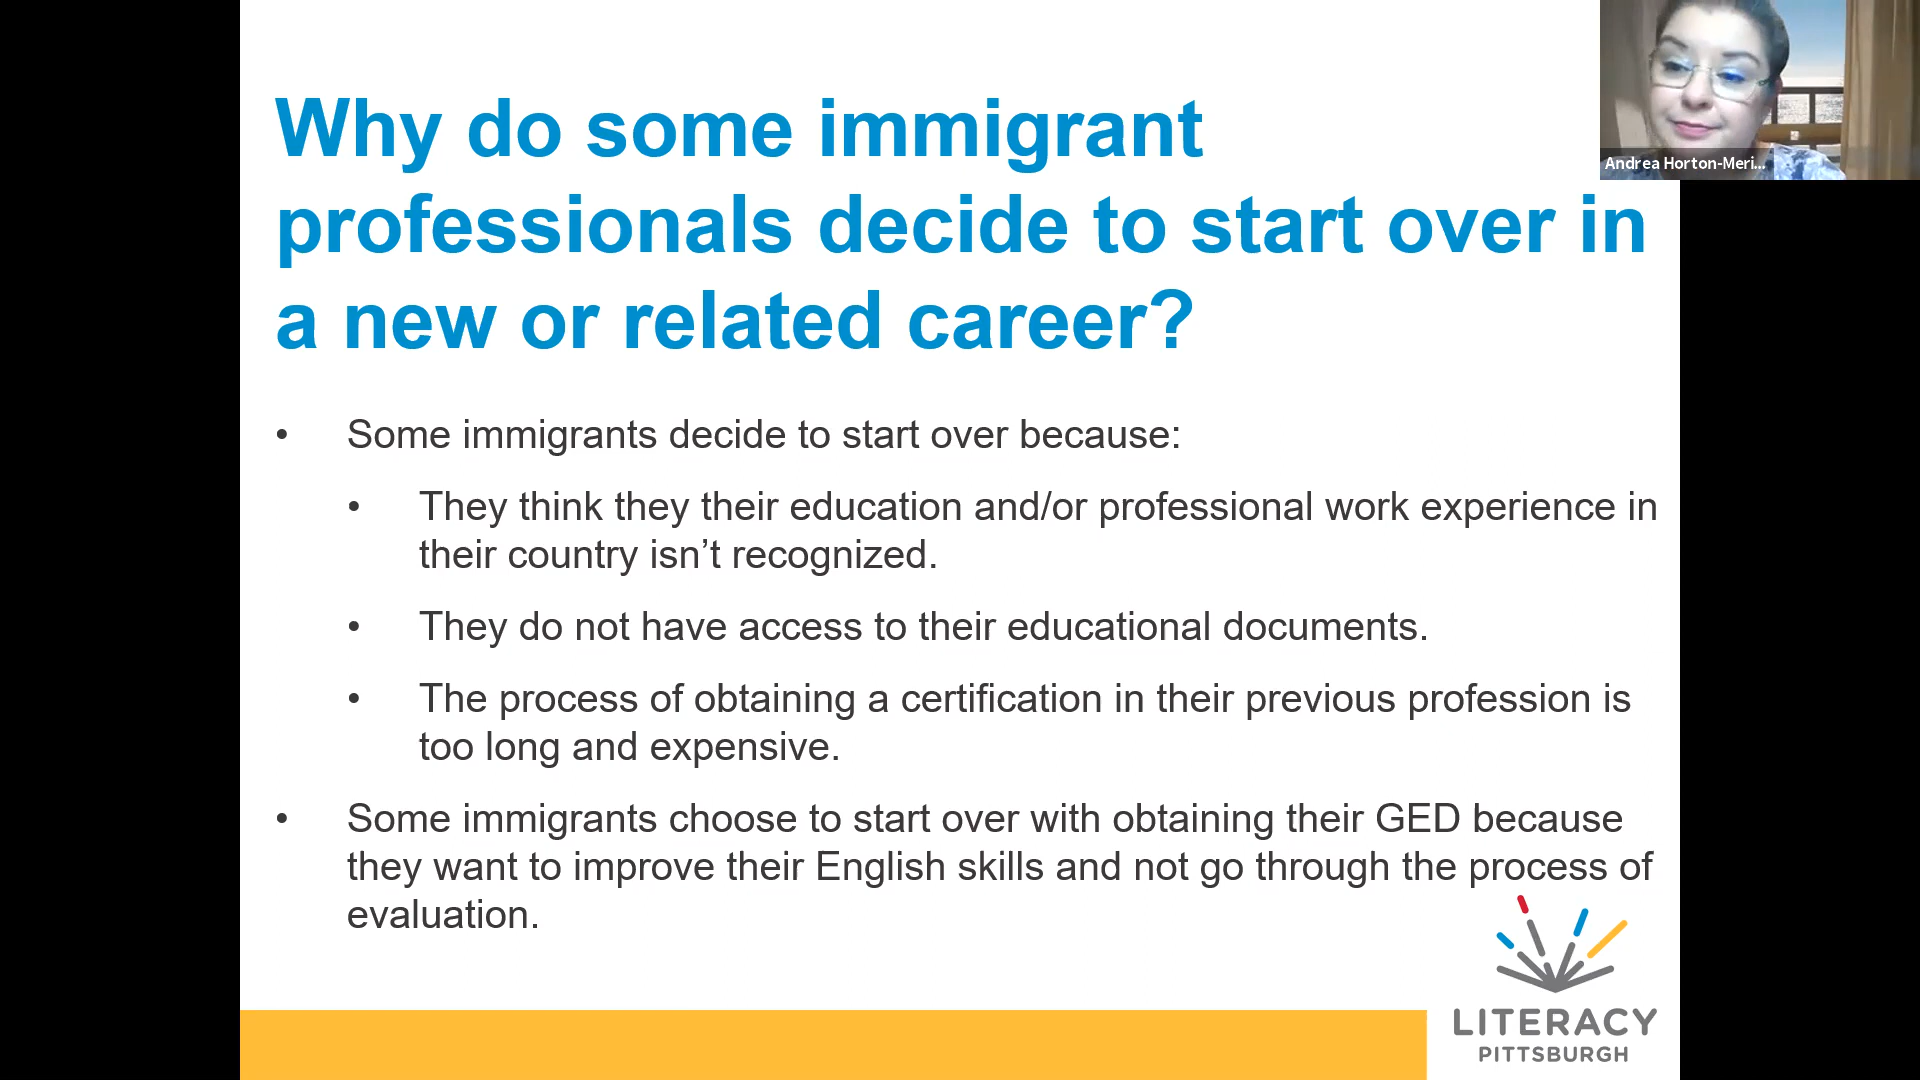 Why do some immigrant
professionals decide to start over in
a new or related career?
Andrea Horton-Meri...
• Some immigrants decide to start over because:
• They think they their education and/or professional work experience in
their country isn’t recognized.
• They do not have access to their educational documents.
• The process of obtaining a certification in their previous profession is
too long and expensive.
• Some immigrants choose to start over with obtaining their GED because
they want to improve their English skills and not go through the process of
evaluation.
LITERACY
PITTSBURGH